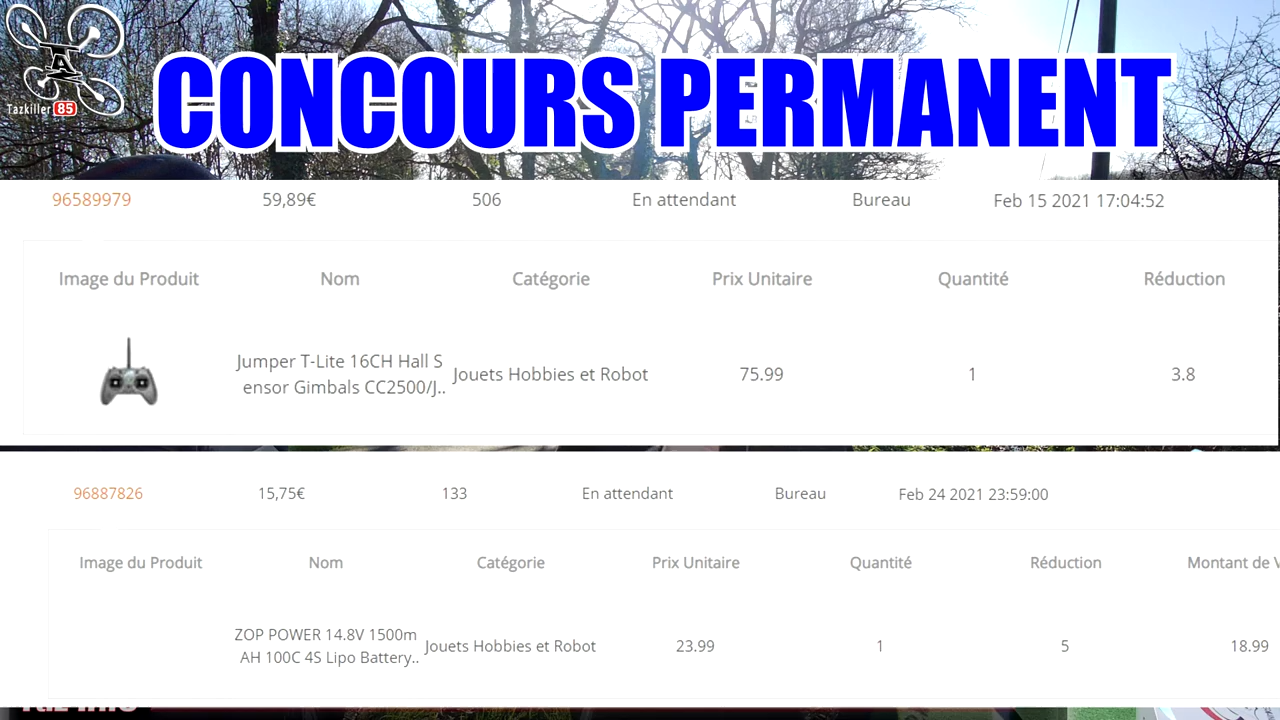 CONCOURS PERMANENT
Tazkiller 85
96589979 59,89€ 506 En attendant Bureau Feb 15 2021 17:04:52
Image du Produit Nom Catégorie Prix Unitaire Quantité Réduction
Jumper T-Lite 16CH Hall S
ensor Gimbals CC2500/J..
Jouets Hobbies et Robot 75.99 1 3.8
96887826 15,75€ 133 En attendant Bureau Feb 24 2021 23:59:00
Image du Produit Nom Catégorie Prix Unitaire Quantité Réduction Montant de V
ZOP POWER 14.8V 1500m
AH 100C 4S Lipo Battery..
Jouets Hobbies et Robot 23.99 1 5 18.99